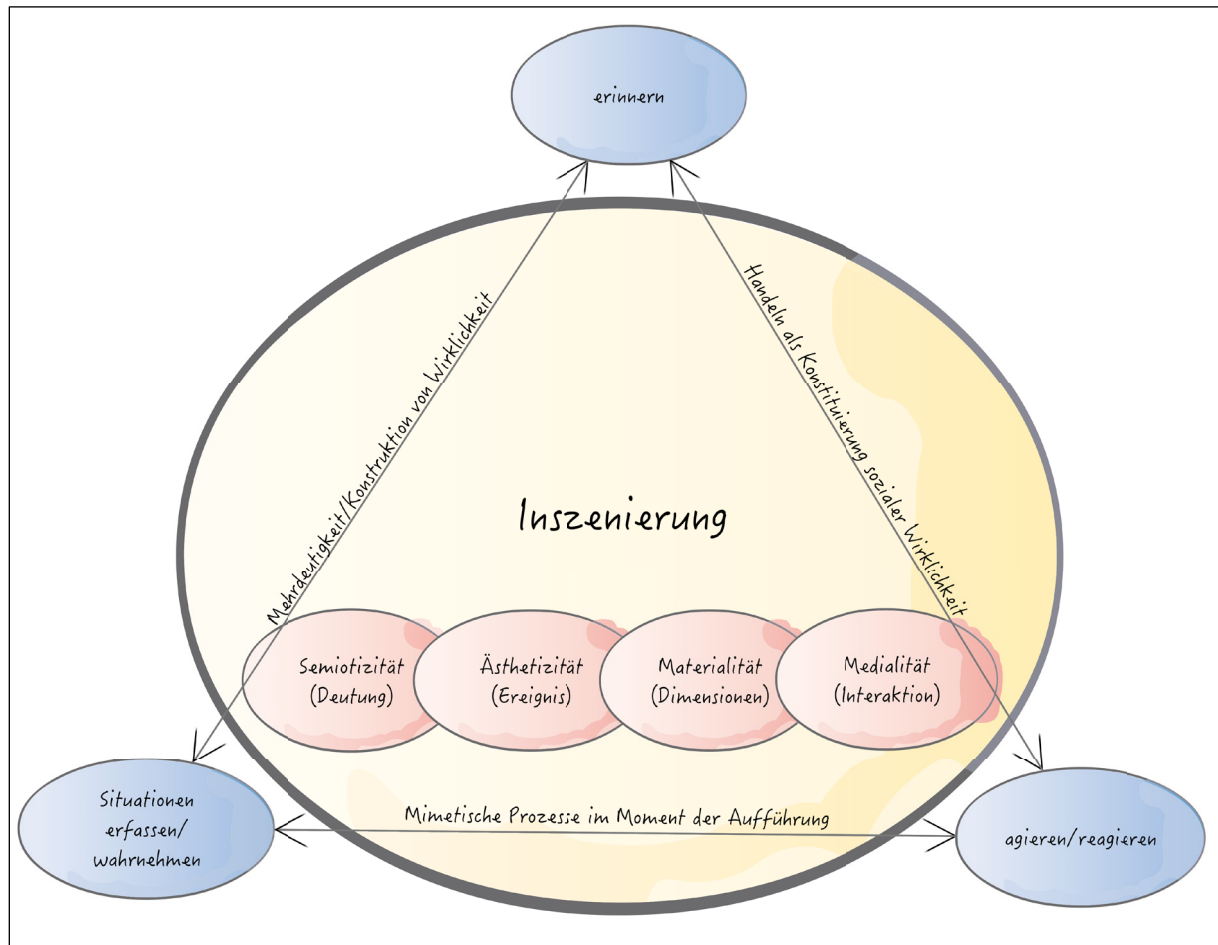 erinnern
Mehrdeutigkeit/Konstruktion von Wirklichkeit
Handeln als Konstituierung sozialer Wirklichkeit
Inszenierung
Semiotizität
(Deutung)
Ästhetizität
(Ereignis)
Materialität
(Dimensionen)
Medialität
(Interaktion)
Situationen
erfassen/
wahrnehmen
Mimetische Prozesse im Moment der Aufführung
agieren/reagieren